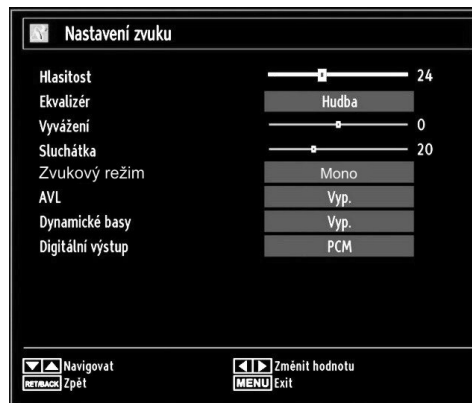 Nastavení zvuku
Hlasitost 24
Ekvalizér Hudba
Vyvážení 0
Sluchátka 20
Zvukový režim Mono
AVL Vyp.
Dynamické basy Vyp.
Digitální výstup PCM
Navigovat Změnit hodnotu
RET/BACK Zpět MENU Exit